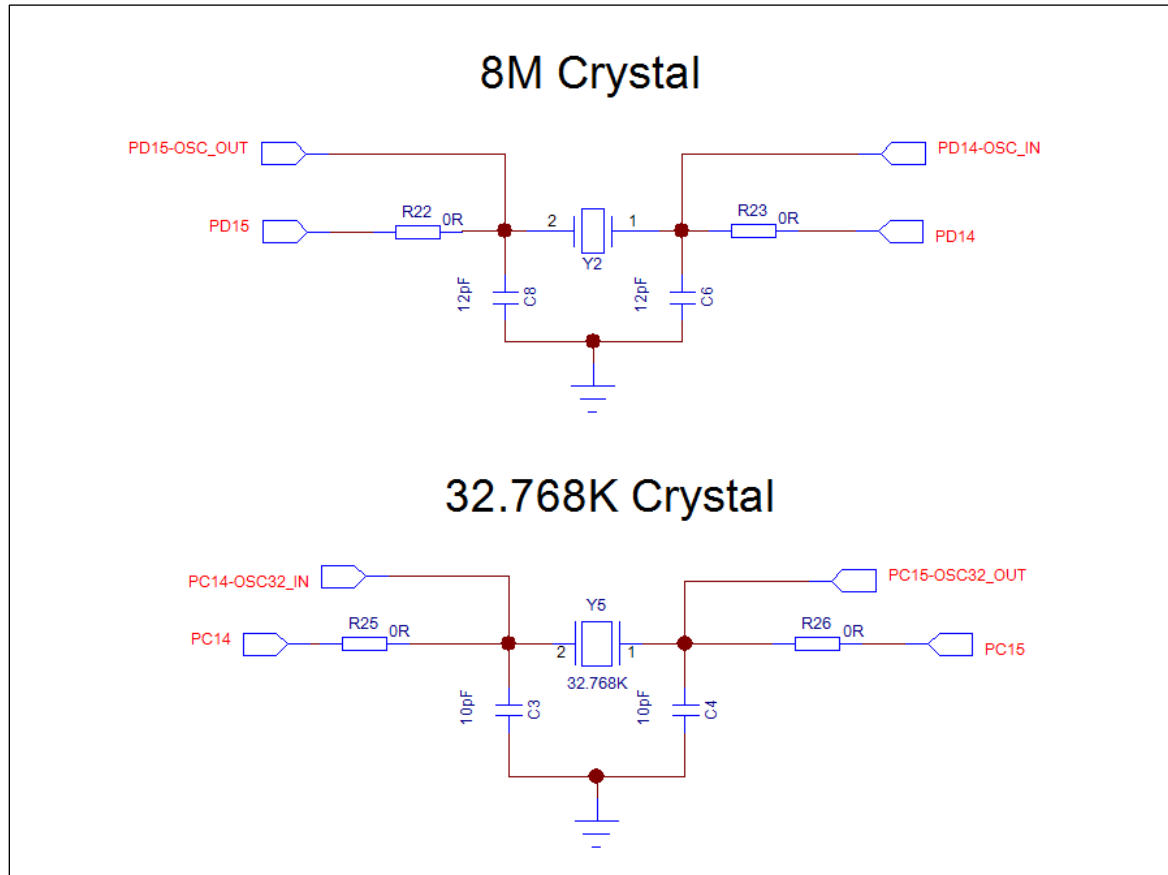 8M Crystal
PD15-OSC_OUT
PD14-OSC_IN
PD15
R22
0R
2
1
R23
0R
PD14
Y2
12pF
C8
12pF
C6
32.768K Crystal
PC14-OSC32_IN
PC15-OSC32_OUT
PC14
R25
0R
Y5
2
1
R26
0R
PC15
32.768K
10pF
C3
10pF
C4